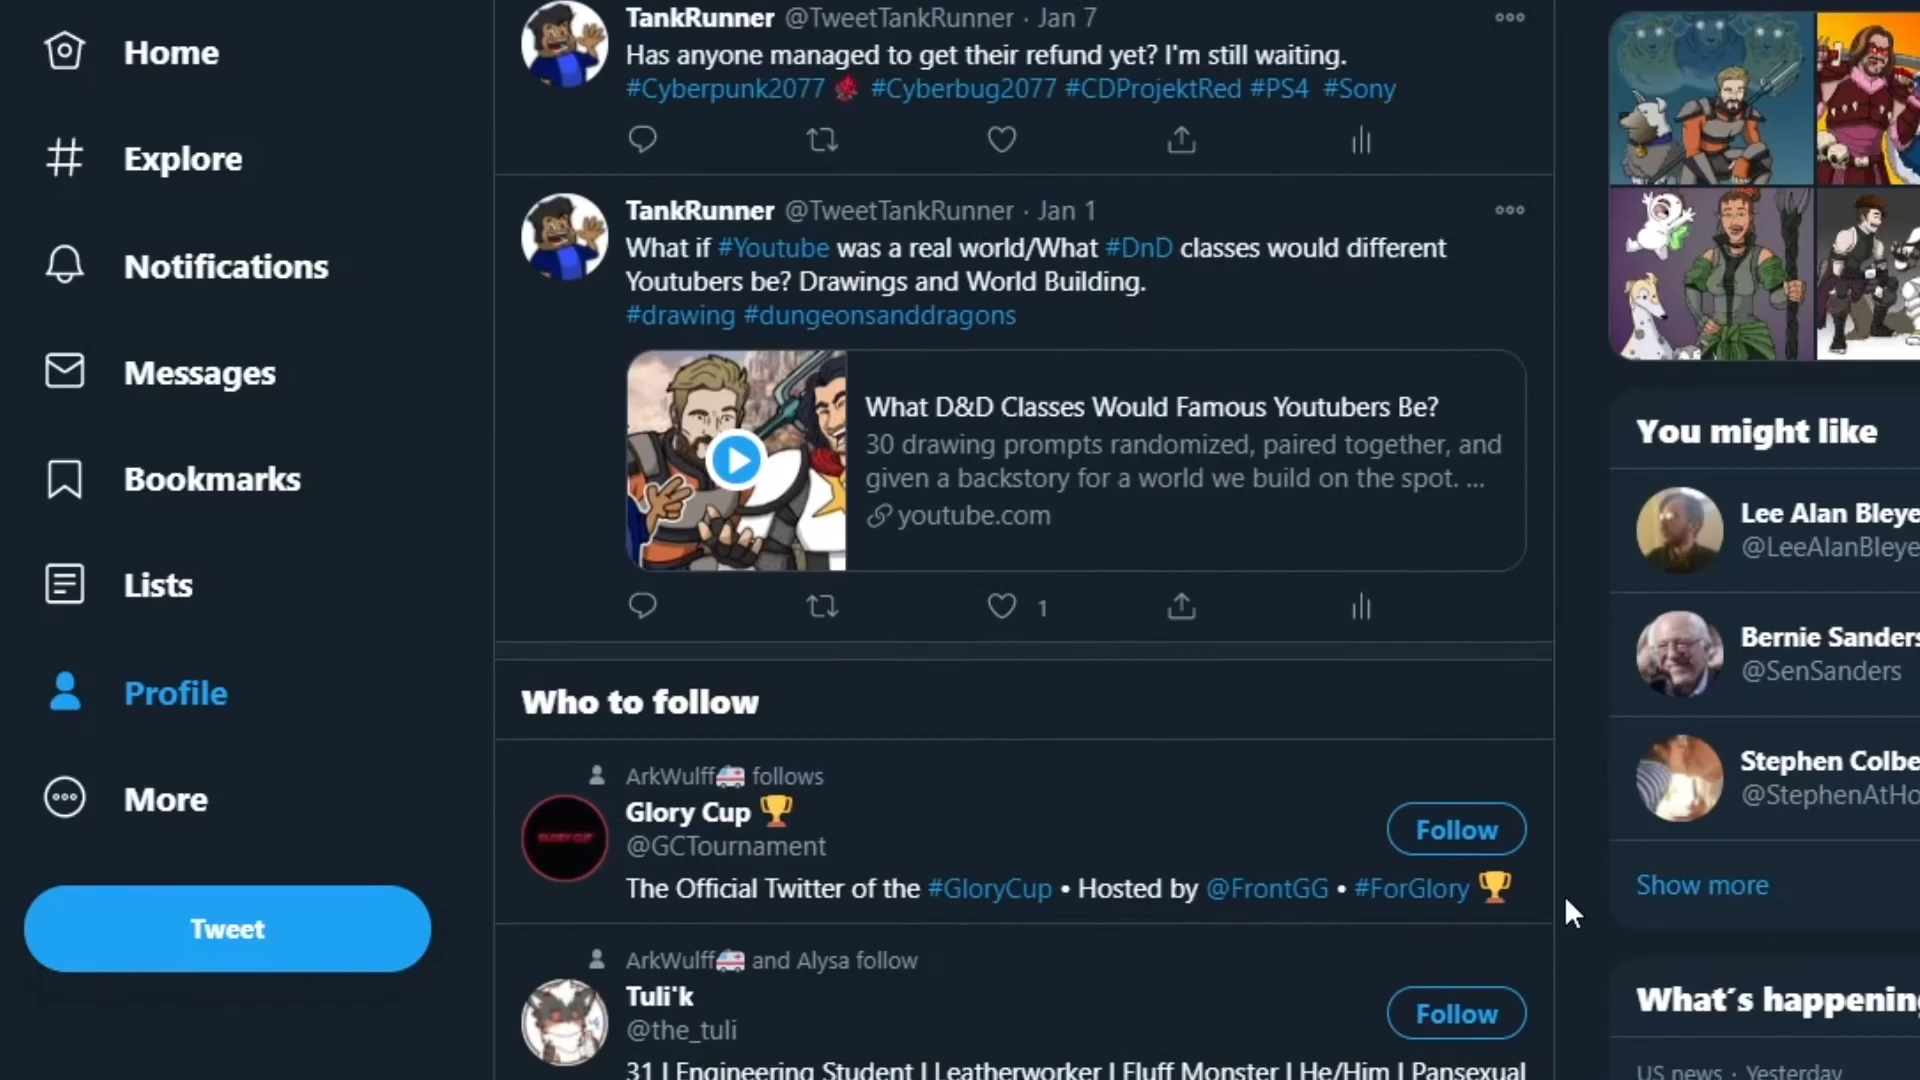 Home
Explore
Notifications
Messages
Bookmarks
Lists
Profile
More
Tweet
TankRunner @TweetTankRunner · Jan 7
Has anyone managed to get their refund yet? I'm still waiting.
#Cyberpunk2077 #Cyberbug2077 #CDProjektRed #PS4 #Sony
TankRunner @TweetTankRunner · Jan 1
What if #Youtube was a real world/What #DnD classes would different
Youtubers be? Drawings and World Building.
#drawing #dungeonsanddragons
What D&D Classes Would Famous Youtubers Be?
30 drawing prompts randomized, paired together, and
given a backstory for a world we build on the spot. ...
youtube.com
1
Who to follow
ArkWulff🚑 follows
Glory Cup 🏆
@GCTournament
Follow
The Official Twitter of the #GloryCup • Hosted by @FrontGG • #ForGlory 🏆
GLORY CUP
ArkWulff🚑 and Alysa follow
Tuli'k
@the_tuli
Follow
31 | Engineering Student | Leatherworker | Fluff Monster | He/Him | Pansexual
You might like
Lee Alan Bleye
@LeeAlanBleye
Bernie Sanders
@SenSanders
Stephen Colbe
@StephenAtHo
Show more
What's happening
US news · Yesterday